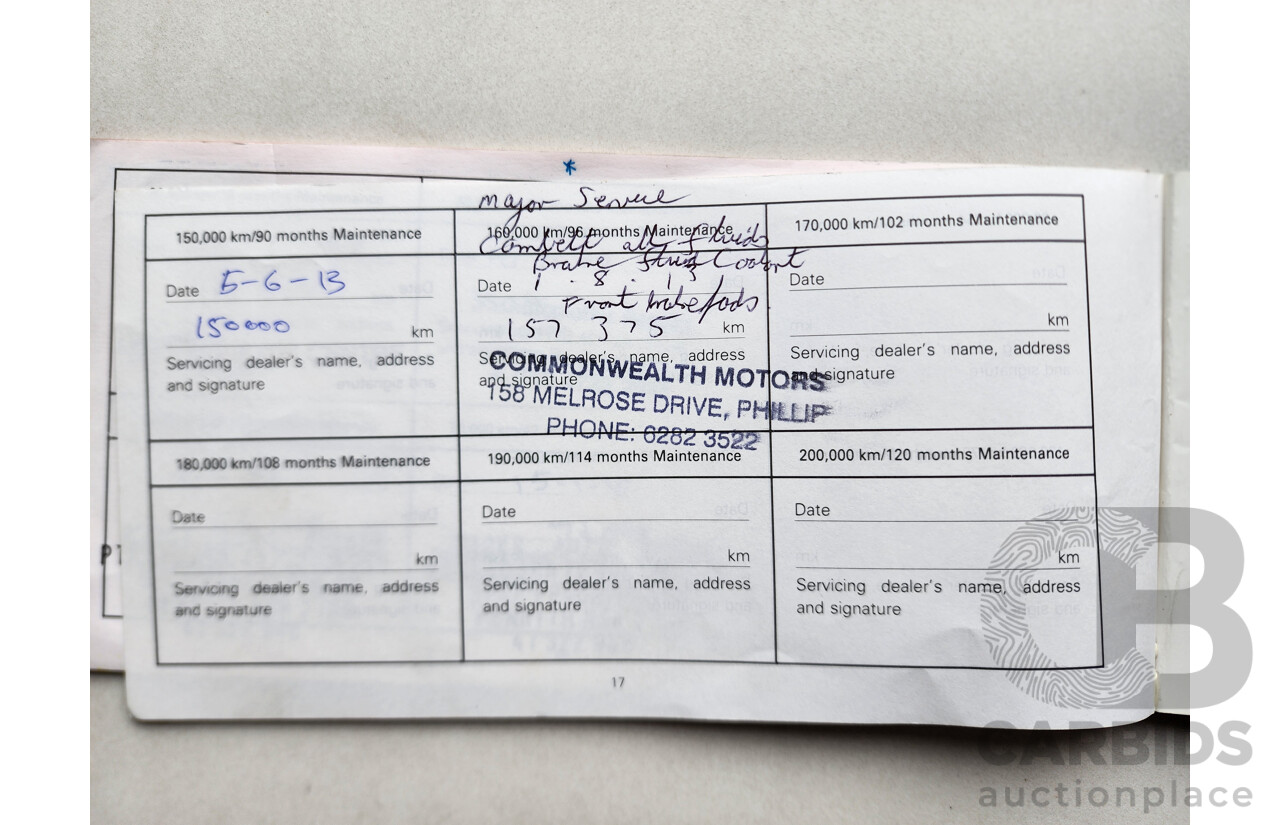 *
Major Service
150,000 km/90 months Maintenance
160,000 km/96 months Maintenance
170,000 km/102 months Maintenance
all fluids
Brake Coolant
Date 5-6-13
Date 1 . 8 . 13
Date
Front brake pads
150000 km
157 375 km
km
Servicing dealer's name, address
and signature
Servicing dealer's name, address
and signature
Servicing dealer's name, address
and signature
COMMONWEALTH MOTORS
158 MELROSE DRIVE, PHILLIP
PHONE: 6282 3522
180,000 km/108 months Maintenance
190,000 km/114 months Maintenance
200,000 km/120 months Maintenance
Date
Date
Date
km
km
km
Servicing dealer's name, address
and signature
Servicing dealer's name, address
and signature
Servicing dealer's name, address
and signature
17
CARBIDS
auctionplace